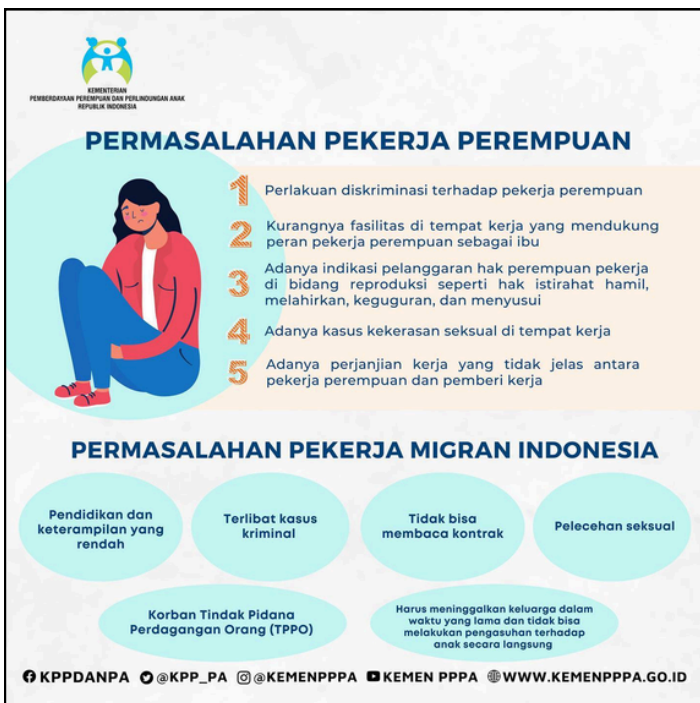 KEMENTERIAN
PEMBERDAYAAN PEREMPUAN DAN PERLINDUNGAN ANAK
REPUBLIK INDONESIA
PERMASALAHAN PEKERJA PEREMPUAN
1 Perlakuan diskriminasi terhadap pekerja perempuan
2 Kurangnya fasilitas di tempat kerja yang mendukung
peran pekerja perempuan sebagai ibu
3 Adanya indikasi pelanggaran hak perempuan pekerja
di bidang reproduksi seperti hak istirahat hamil,
melahirkan, keguguran, dan menyusui
4 Adanya kasus kekerasan seksual di tempat kerja
5 Adanya perjanjian kerja yang tidak jelas antara
pekerja perempuan dan pemberi kerja
PERMASALAHAN PEKERJA MIGRAN INDONESIA
Pendidikan dan
keterampilan yang
rendah
Terlibat kasus
kriminal
Tidak bisa
membaca kontrak
Pelecehan seksual
Korban Tindak Pidana
Perdagangan Orang (TPPO)
Harus meninggalkan keluarga dalam
waktu yang lama dan tidak bisa
melakukan pengasuhan terhadap
anak secara langsung
KPPDANPA @KPP_PA @KEMENPPPA KEMEN PPPA WWW.KEMENPPPA.GO.ID